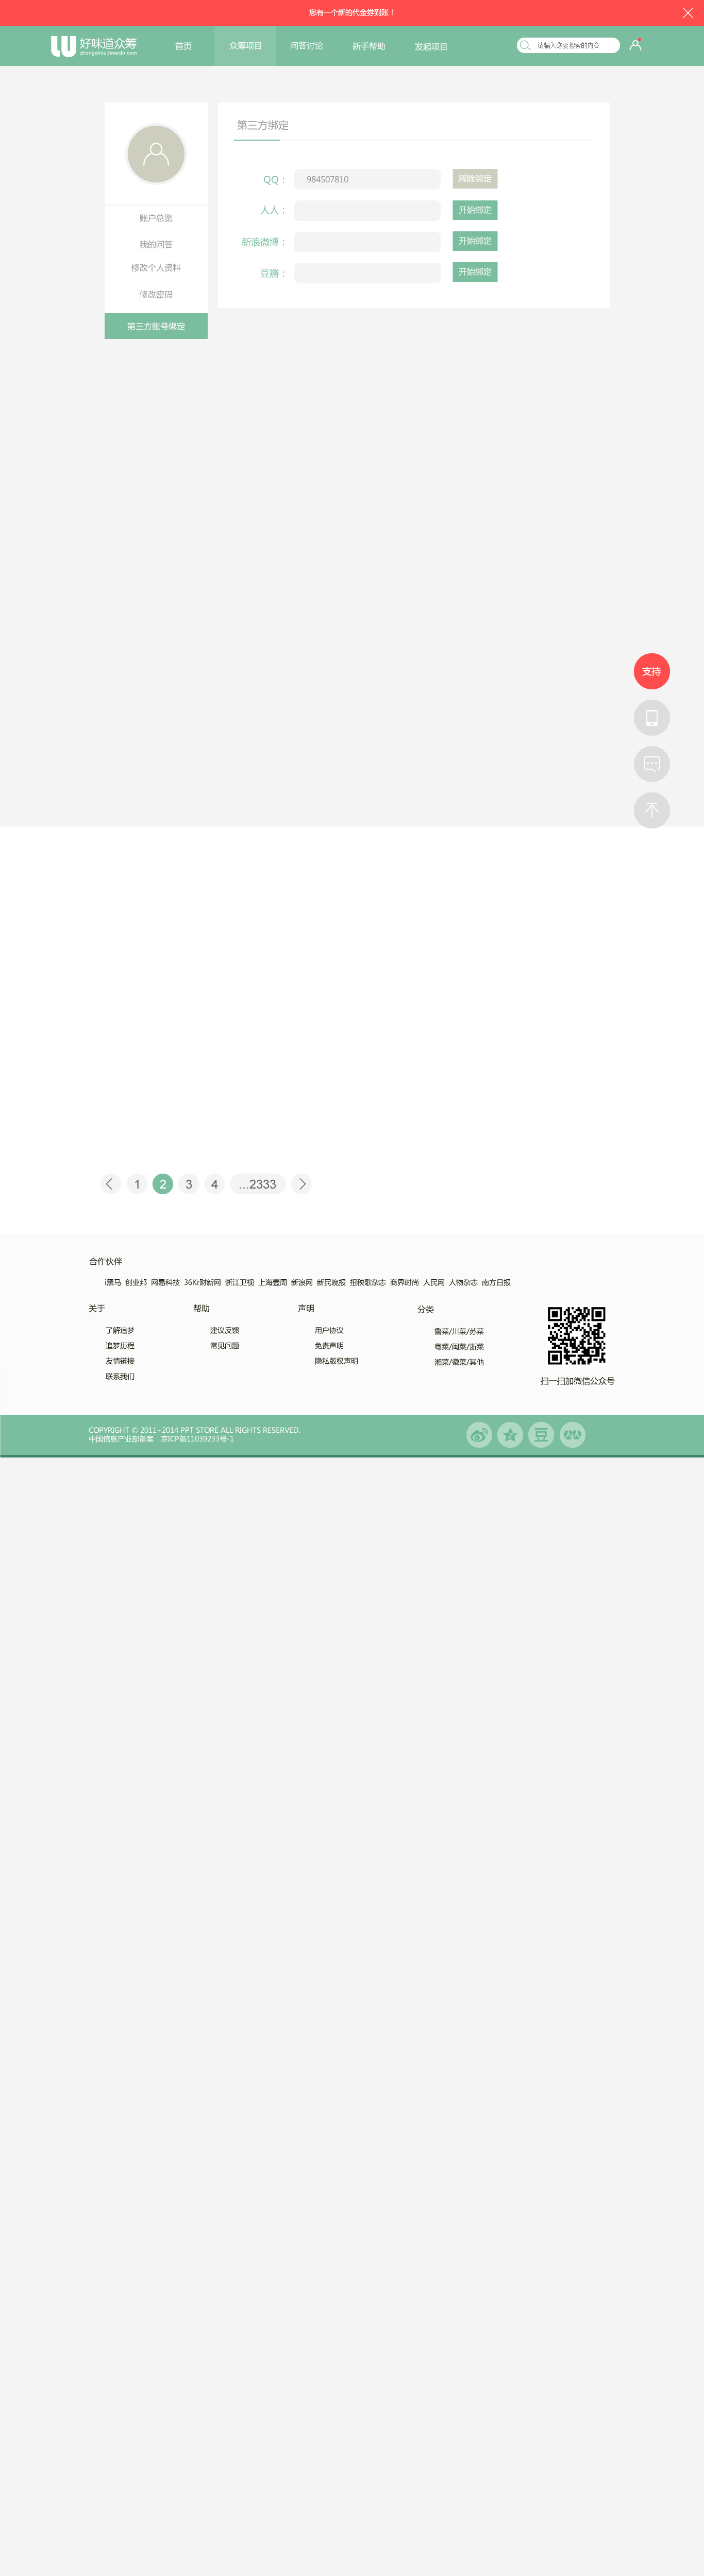 您有一个新的代金券到账！
好味道众筹
zhongchou.towedo.com
首页
众筹项目
问答讨论
新手帮助
发起项目
请输入您要搜索的内容
第三方绑定
QQ：
984507810
解除绑定
人人：
开始绑定
新浪微博：
开始绑定
豆瓣：
开始绑定
账户总览
我的问答
修改个人资料
修改密码
第三方账号绑定
支持
1
2
3
4
...2333
合作伙伴
i黑马 创业邦 网易科技 36Kr财新网 浙江卫视 上海壹周 新浪网 新民晚报 扭秧歌杂志 商界时尚 人民网 人物杂志 南方日报
关于
了解追梦
追梦历程
友情链接
联系我们
帮助
建议反馈
常见问题
声明
用户协议
免责声明
隐私版权声明
分类
鲁菜/川菜/苏菜
粤菜/闽菜/浙菜
湘菜/徽菜/其他
扫一扫加微信公众号
COPYRIGHT © 2011~2014 PPT STORE ALL RIGHTS RESERVED.
中国信息产业部备案 京ICP备11039233号-1
豆